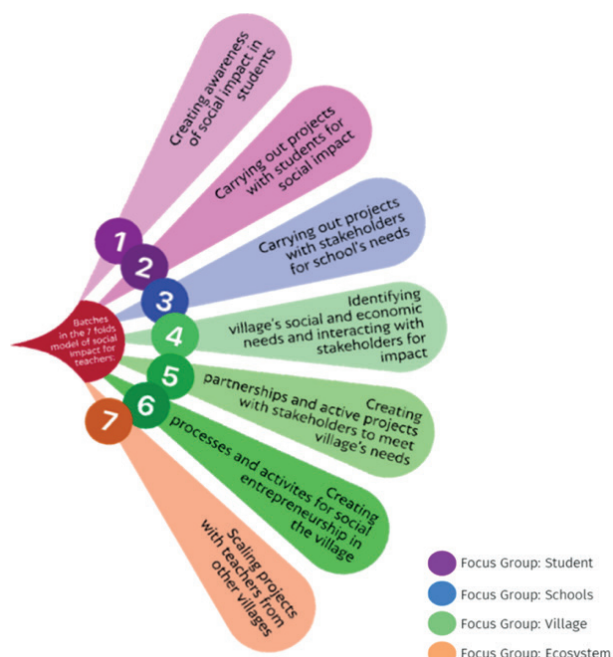 Creating awareness
of social impact in
students
Carrying out projects
with students for
social impact
Carrying out projects
with stakeholders
for school's needs
Identifying
village's social and economic
needs and interacting with
stakeholders for
impact
Creating
partnerships and active projects
with stakeholders to meet
village's needs
Creating
processes and activites for social
entrepreneurship in
the village
Scaling projects
with teachers from
other villages
1
2
3
4
5
6
7
Batches
in the 7 folds
model of social
impact for
teachers:
Focus Group: Student
Focus Group: Schools
Focus Group: Village
Focus Group: Ecosystem